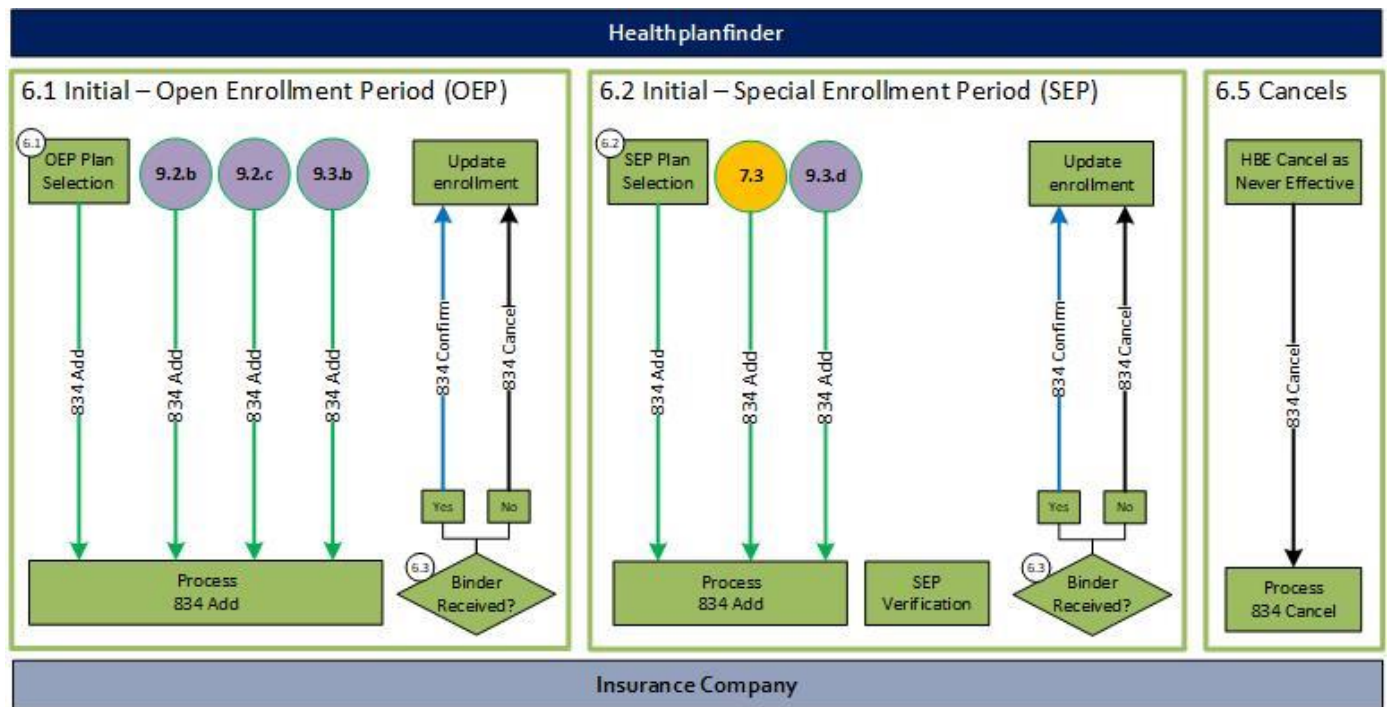 Healthplanfinder
6.1 Initial – Open Enrollment Period (OEP)
6.1
OEP Plan
Selection
9.2.b
9.2.c
9.3.b
Update
enrollment
834 Add
834 Add
834 Add
834 Add
834 Confirm
834 Cancel
Yes
No
Process
834 Add
6.3
Binder
Received?
6.2 Initial – Special Enrollment Period (SEP)
6.2
SEP Plan
Selection
7.3
9.3.d
Update
enrollment
834 Add
834 Add
834 Add
834 Confirm
834 Cancel
Yes
No
Process
834 Add
SEP
Verification
6.3
Binder
Received?
6.5 Cancels
HBE Cancel as
Never Effective
834 Cancel
Process
834 Cancel
Insurance Company